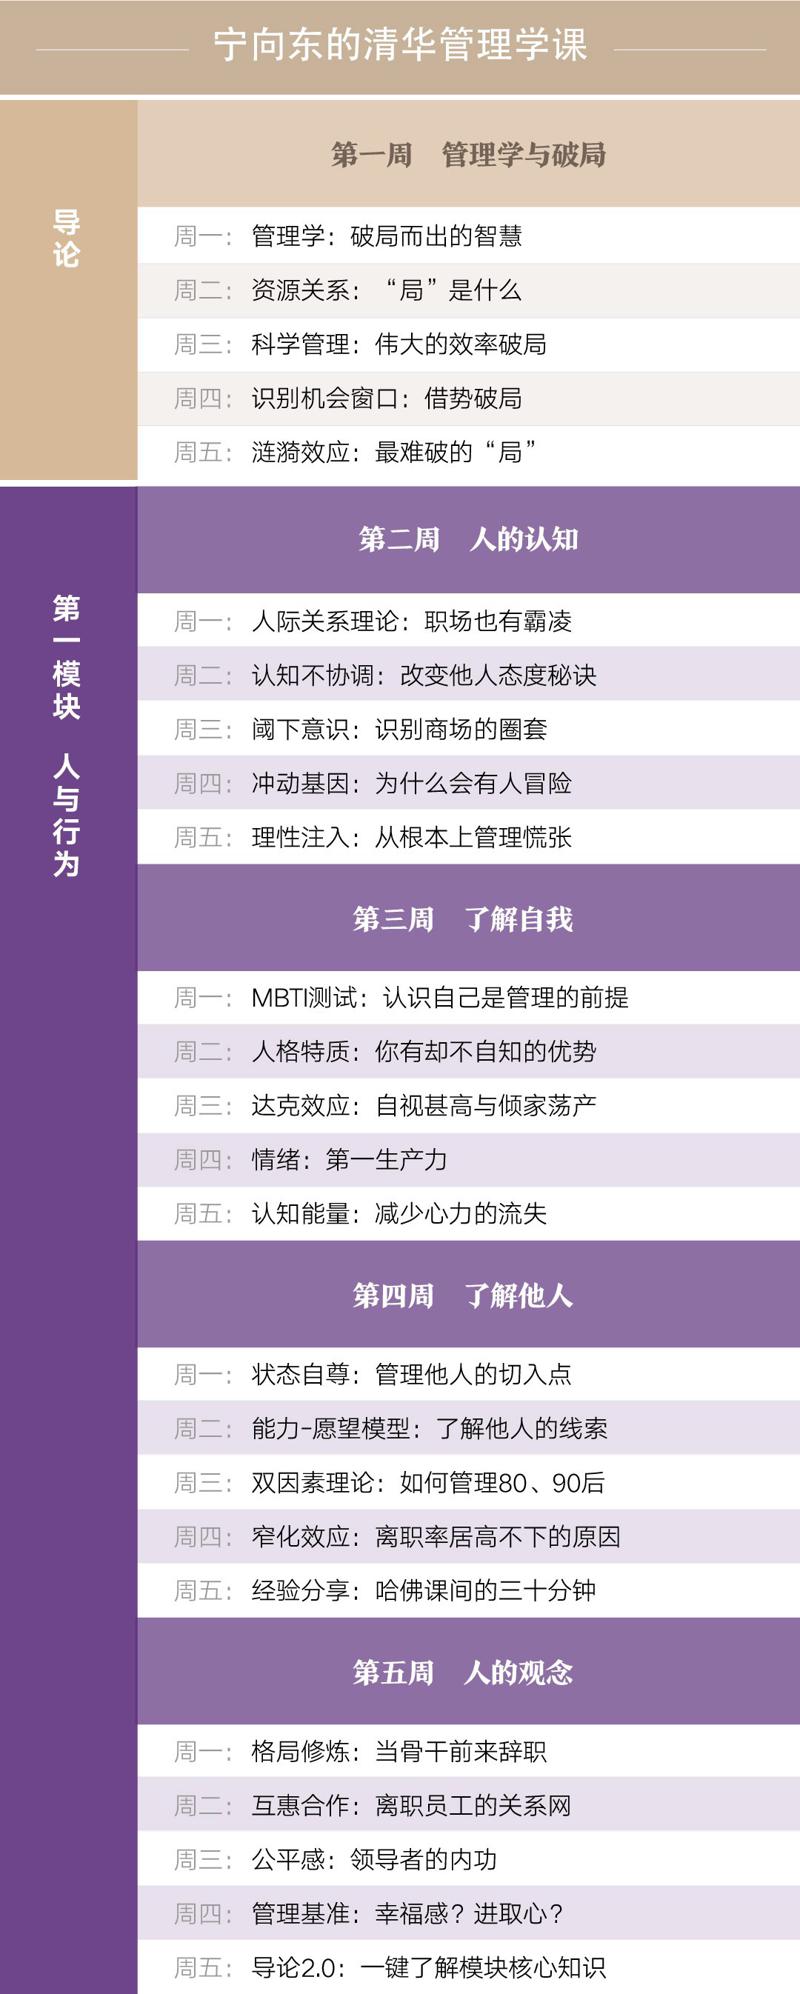 宁向东的清华管理学课
导论
第一周 管理学与破局
周一：管理学：破局而出的智慧
周二：资源关系：“局”是什么
周三：科学管理：伟大的效率破局
周四：识别机会窗口：借势破局
周五：涟漪效应：最难破的“局”
第一模块 人与行为
第二周 人的认知
周一：人际关系理论：职场也有霸凌
周二：认知不协调：改变他人态度秘诀
周三：阈下意识：识别商场的圈套
周四：冲动基因：为什么会有人冒险
周五：理性注入：从根本上管理慌张
第三周 了解自我
周一：MBTI测试：认识自己是管理的前提
周二：人格特质：你有却不自知的优势
周三：达克效应：自视甚高与倾家荡产
周四：情绪：第一生产力
周五：认知能量：减少心力的流失
第四周 了解他人
周一：状态自尊：管理他人的切入点
周二：能力-愿望模型：了解他人的线索
周三：双因素理论：如何管理80、90后
周四：窄化效应：离职率居高不下的原因
周五：经验分享：哈佛课间的三十分钟
第五周 人的观念
周一：格局修炼：当骨干前来辞职
周二：互惠合作：离职员工的关系网
周三：公平感：领导者的内功
周四：管理基准：幸福感？进取心？
周五：导论2.0：一键了解模块核心知识